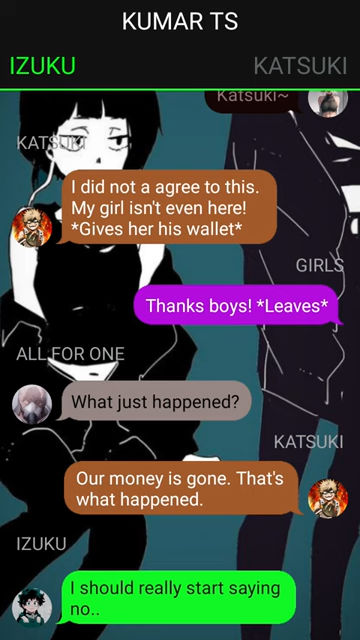 KUMAR TS
IZUKU
KATSUKI
Katsuki~
KATSUKI
I did not a agree to this.
My girl isn't even here!
*Gives her his wallet*
GIRLS
Thanks boys! *Leaves*
ALL FOR ONE
What just happened?
KATSUKI
Our money is gone. That's
what happened.
IZUKU
I should really start saying
no..